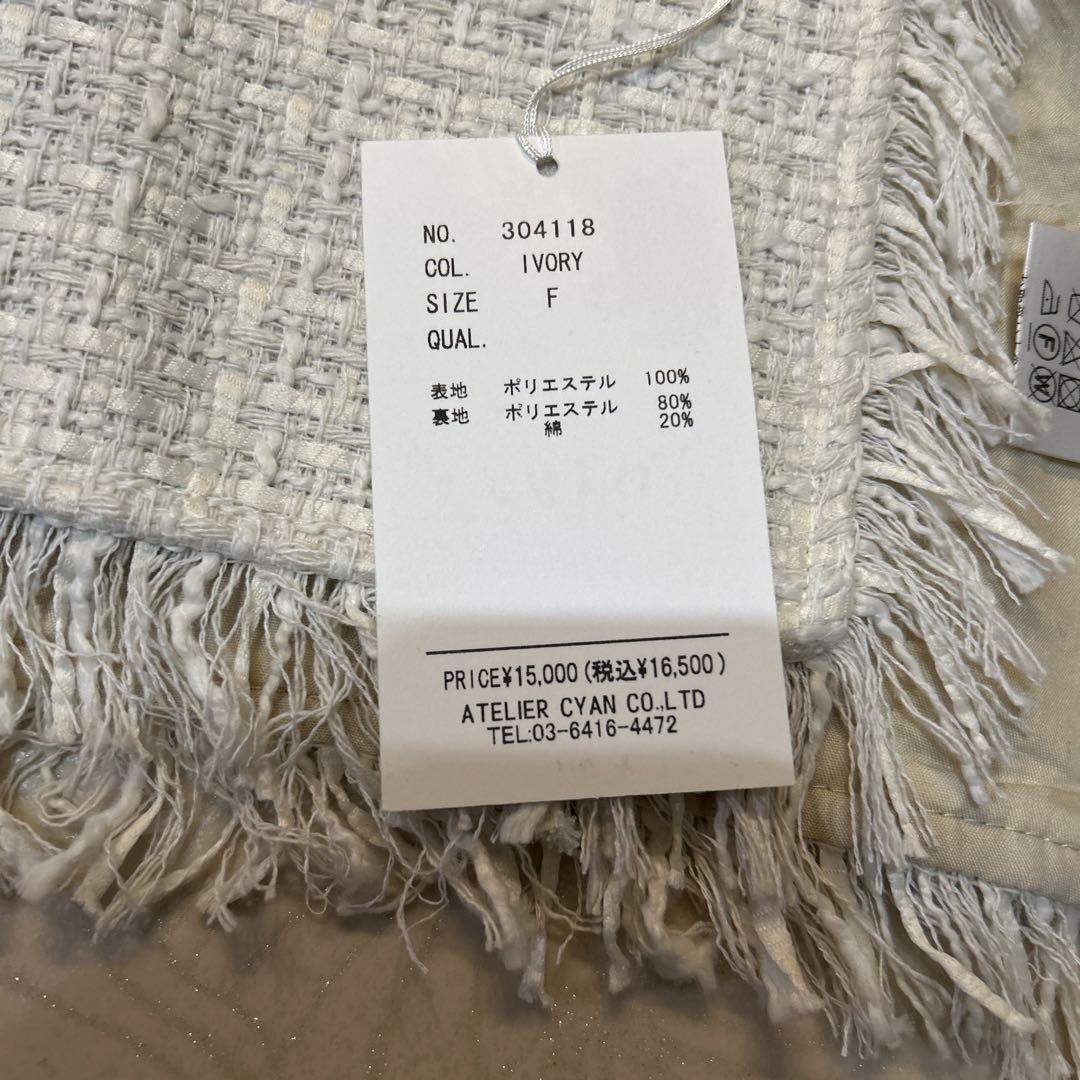 NO. 304118
COL. IVORY
SIZE F
QUAL.
表地 ポリエステル 100%
裏地 ポリエステル 80%
綿 20%
PRICE¥15,000(税込¥16,500)
ATELIER CYAN CO.,LTD
TEL:03-6416-4472
F
W